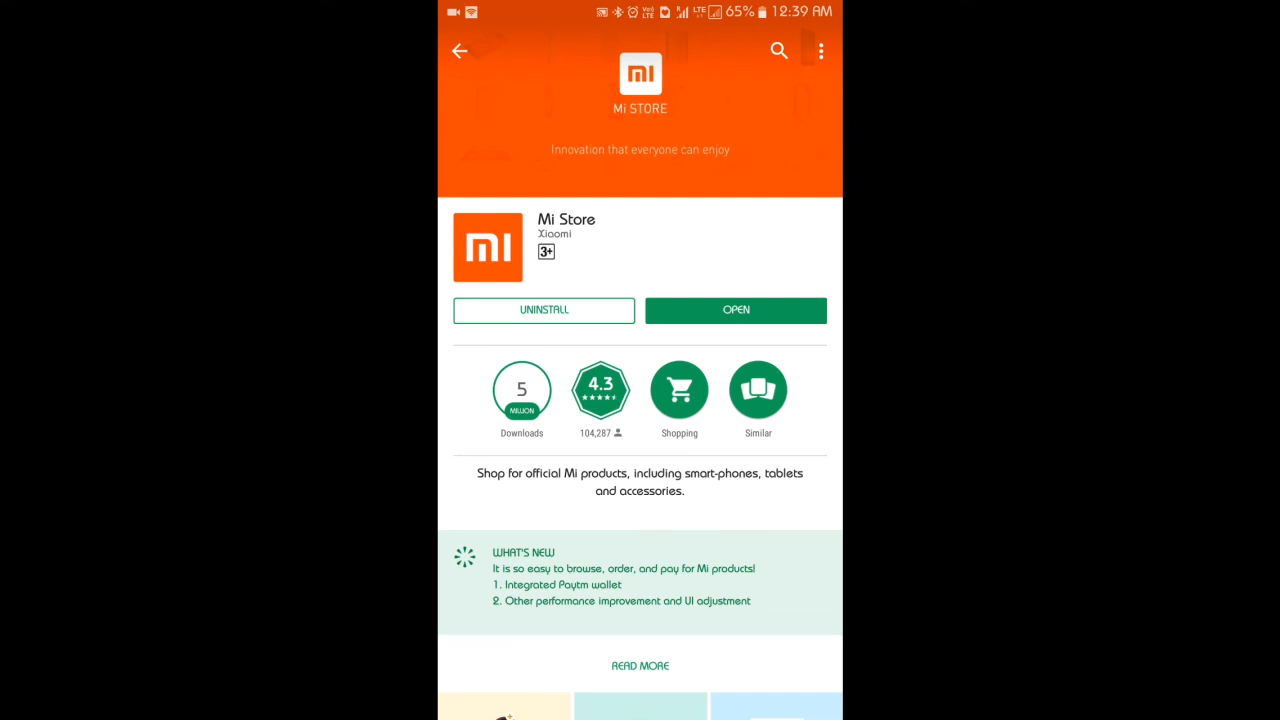 65% 12:39 AM
mi
Mi STORE
Innovation that everyone can enjoy
mi
Mi Store
Xiaomi
3+
UNINSTALL
OPEN
5
MILLION
Downloads
4.3
104,287
Shopping
Similar
Shop for official Mi products, including smart-phones, tablets
and accessories.
WHAT'S NEW
It is so easy to browse, order, and pay for Mi products!
1. Integrated Paytm wallet
2. Other performance improvement and UI adjustment
READ MORE